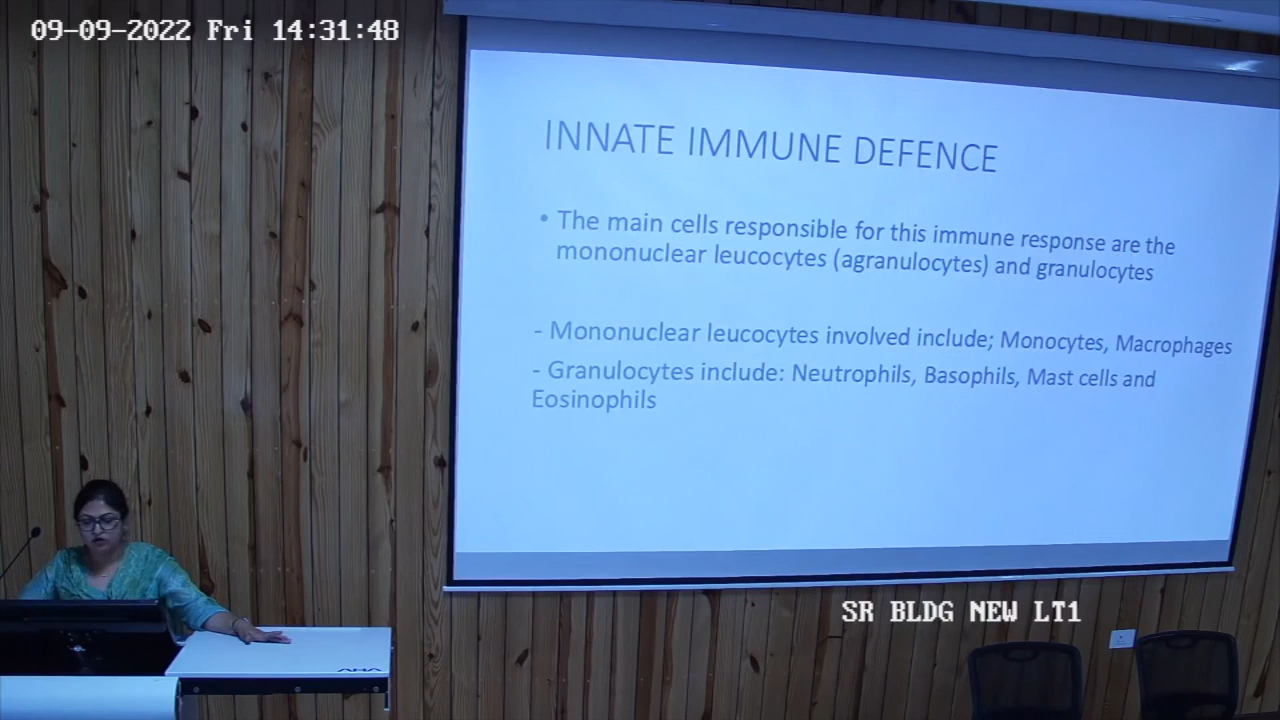 09-09-2022 Fri 14:31:48
INNATE IMMUNE DEFENCE
• The main cells responsible for this immune response are the
mononuclear leucocytes (agranulocytes) and granulocytes
- Mononuclear leucocytes involved include; Monocytes, Macrophages
- Granulocytes include: Neutrophils, Basophils, Mast cells and
Eosinophils
SR BLDG NEW LT1
AHA